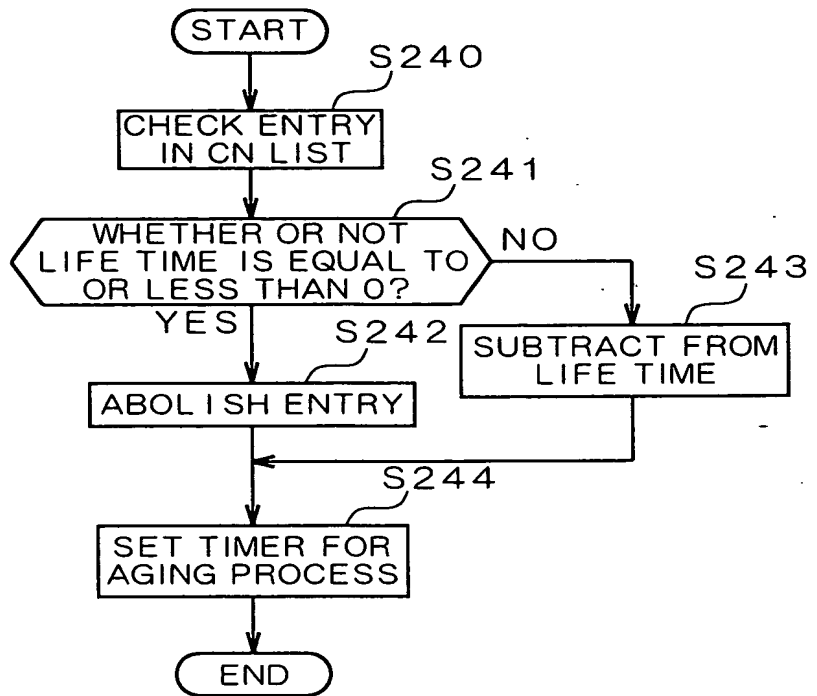 START
S240
CHECK ENTRY
IN CN LIST
S241
WHETHER OR NOT
LIFE TIME IS EQUAL TO
OR LESS THAN 0?
NO
YES
S243
SUBTRACT FROM
LIFE TIME
S242
ABOLISH ENTRY
S244
SET TIMER FOR
AGING PROCESS
END